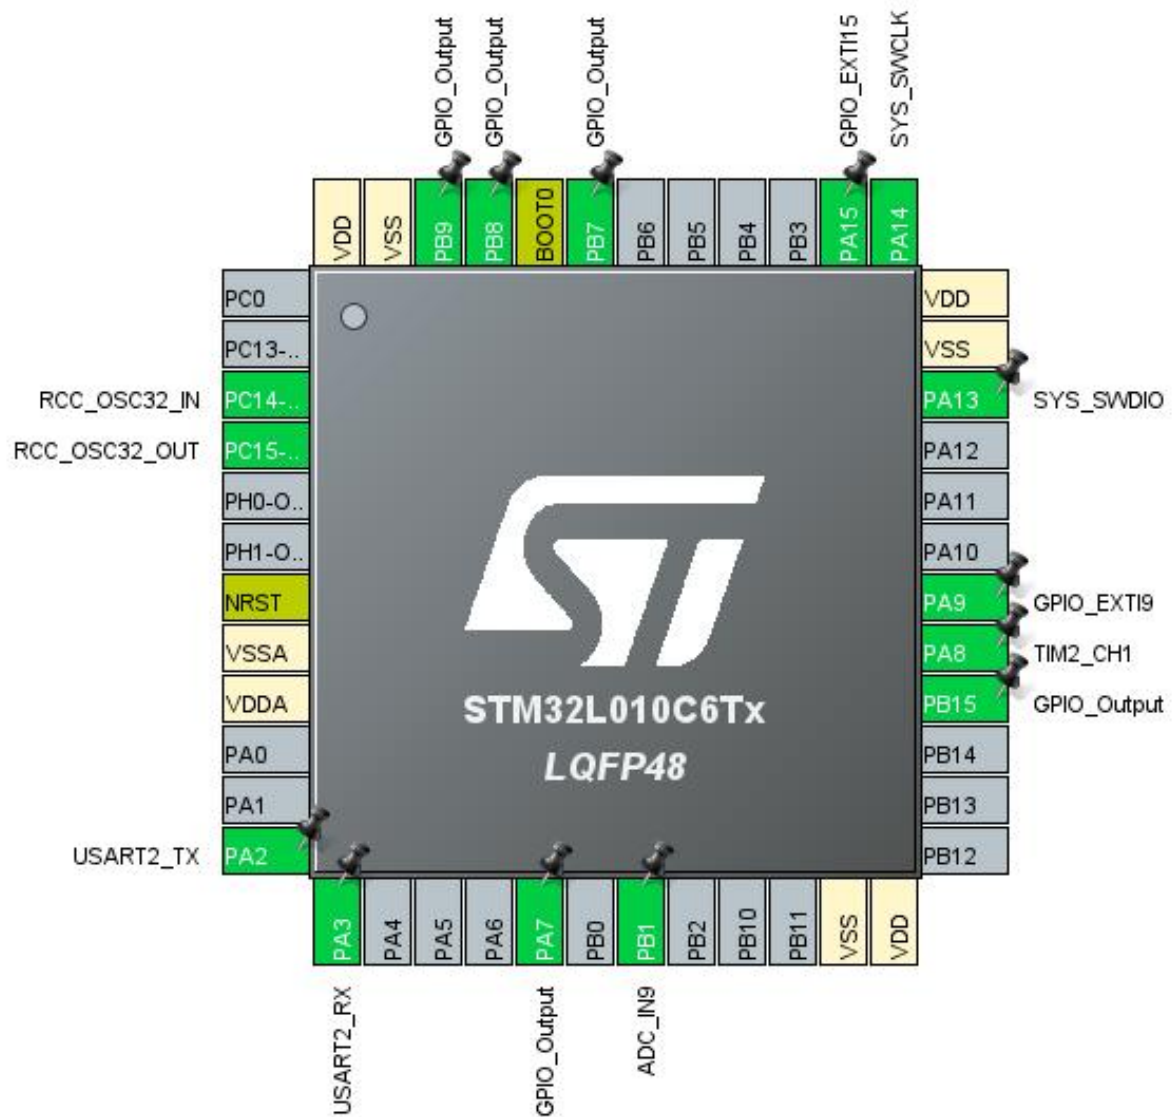 GPIO_Output
GPIO_Output
GPIO_Output
GPIO_EXTI15
SYS_SWCLK
VDD
VSS
PB9
PB8
BOOT0
PB7
PB6
PB5
PB4
PB3
PA15
PA14
PC0
PC13-..
RCC_OSC32_IN PC14-..
RCC_OSC32_OUT PC15-..
PH0-O..
PH1-O..
NRST
VSSA
VDDA
PA0
PA1
USART2_TX PA2
VDD
VSS
PA13 SYS_SWDIO
PA12
PA11
PA10
PA9 GPIO_EXTI9
PA8 TIM2_CH1
PB15 GPIO_Output
PB14
PB13
PB12
ST
STM32L010C6Tx
LQFP48
PA3
PA4
PA5
PA6
PA7
PB0
PB1
PB2
PB10
PB11
VSS
VDD
USART2_RX
GPIO_Output
ADC_IN9